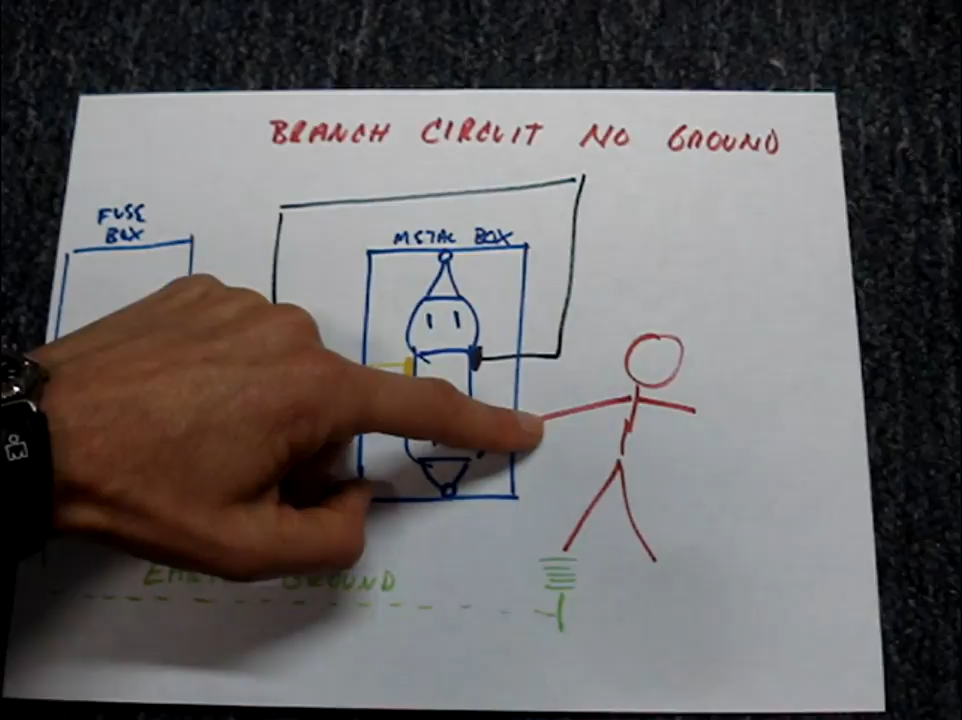 BRANCH CIRCUIT NO GROUND
FUSE
BOX
METAL BOX
GROUND